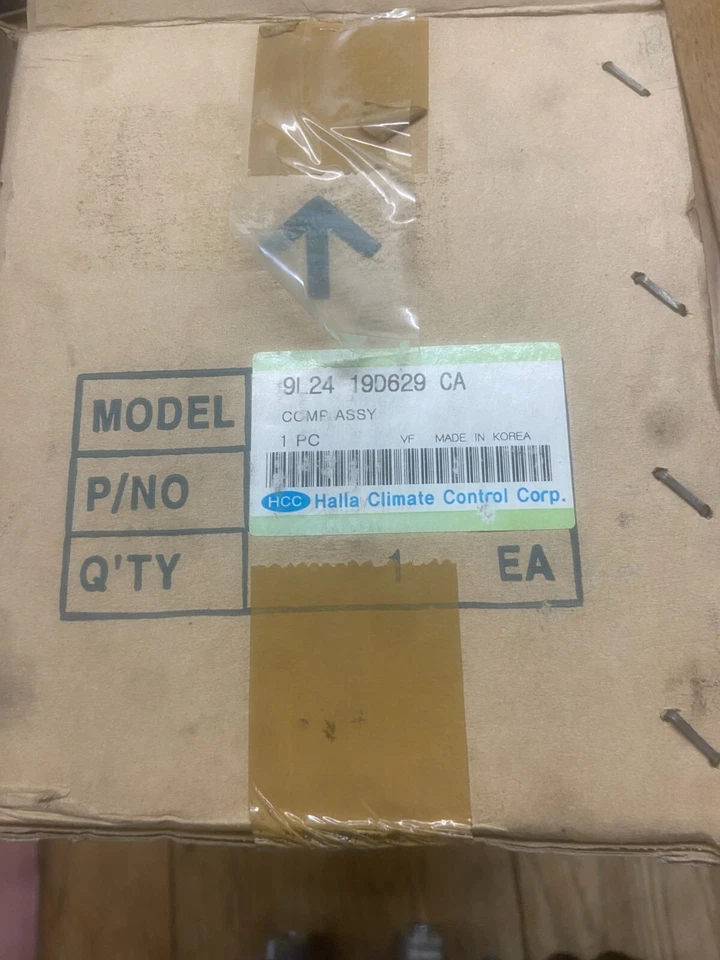 9L24 19D629 CA
COMP ASSY
1 PC VF MADE IN KOREA
HCC Halla Climate Control Corp.
MODEL
P/NO
Q'TY 1 EA